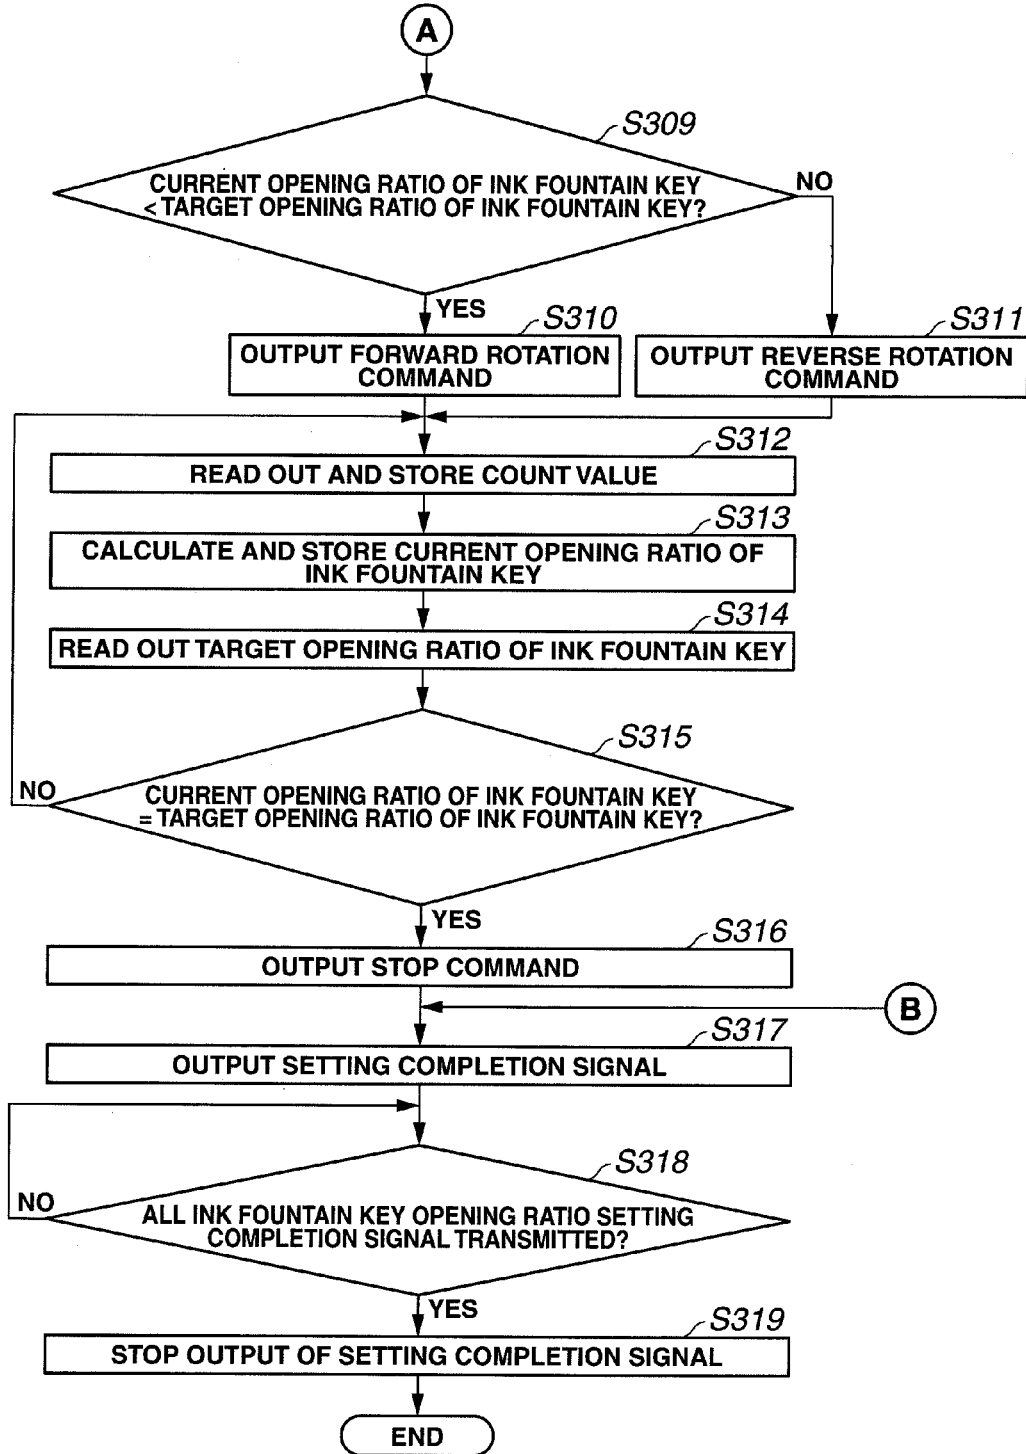 A
S309
CURRENT OPENING RATIO OF INK FOUNTAIN KEY
< TARGET OPENING RATIO OF INK FOUNTAIN KEY?
NO
YES
S310
S311
OUTPUT FORWARD ROTATION
COMMAND
OUTPUT REVERSE ROTATION
COMMAND
S312
READ OUT AND STORE COUNT VALUE
S313
CALCULATE AND STORE CURRENT OPENING RATIO OF
INK FOUNTAIN KEY
S314
READ OUT TARGET OPENING RATIO OF INK FOUNTAIN KEY
S315
NO
CURRENT OPENING RATIO OF INK FOUNTAIN KEY
= TARGET OPENING RATIO OF INK FOUNTAIN KEY?
YES
S316
OUTPUT STOP COMMAND
B
S317
OUTPUT SETTING COMPLETION SIGNAL
S318
NO
ALL INK FOUNTAIN KEY OPENING RATIO SETTING
COMPLETION SIGNAL TRANSMITTED?
YES
S319
STOP OUTPUT OF SETTING COMPLETION SIGNAL
END